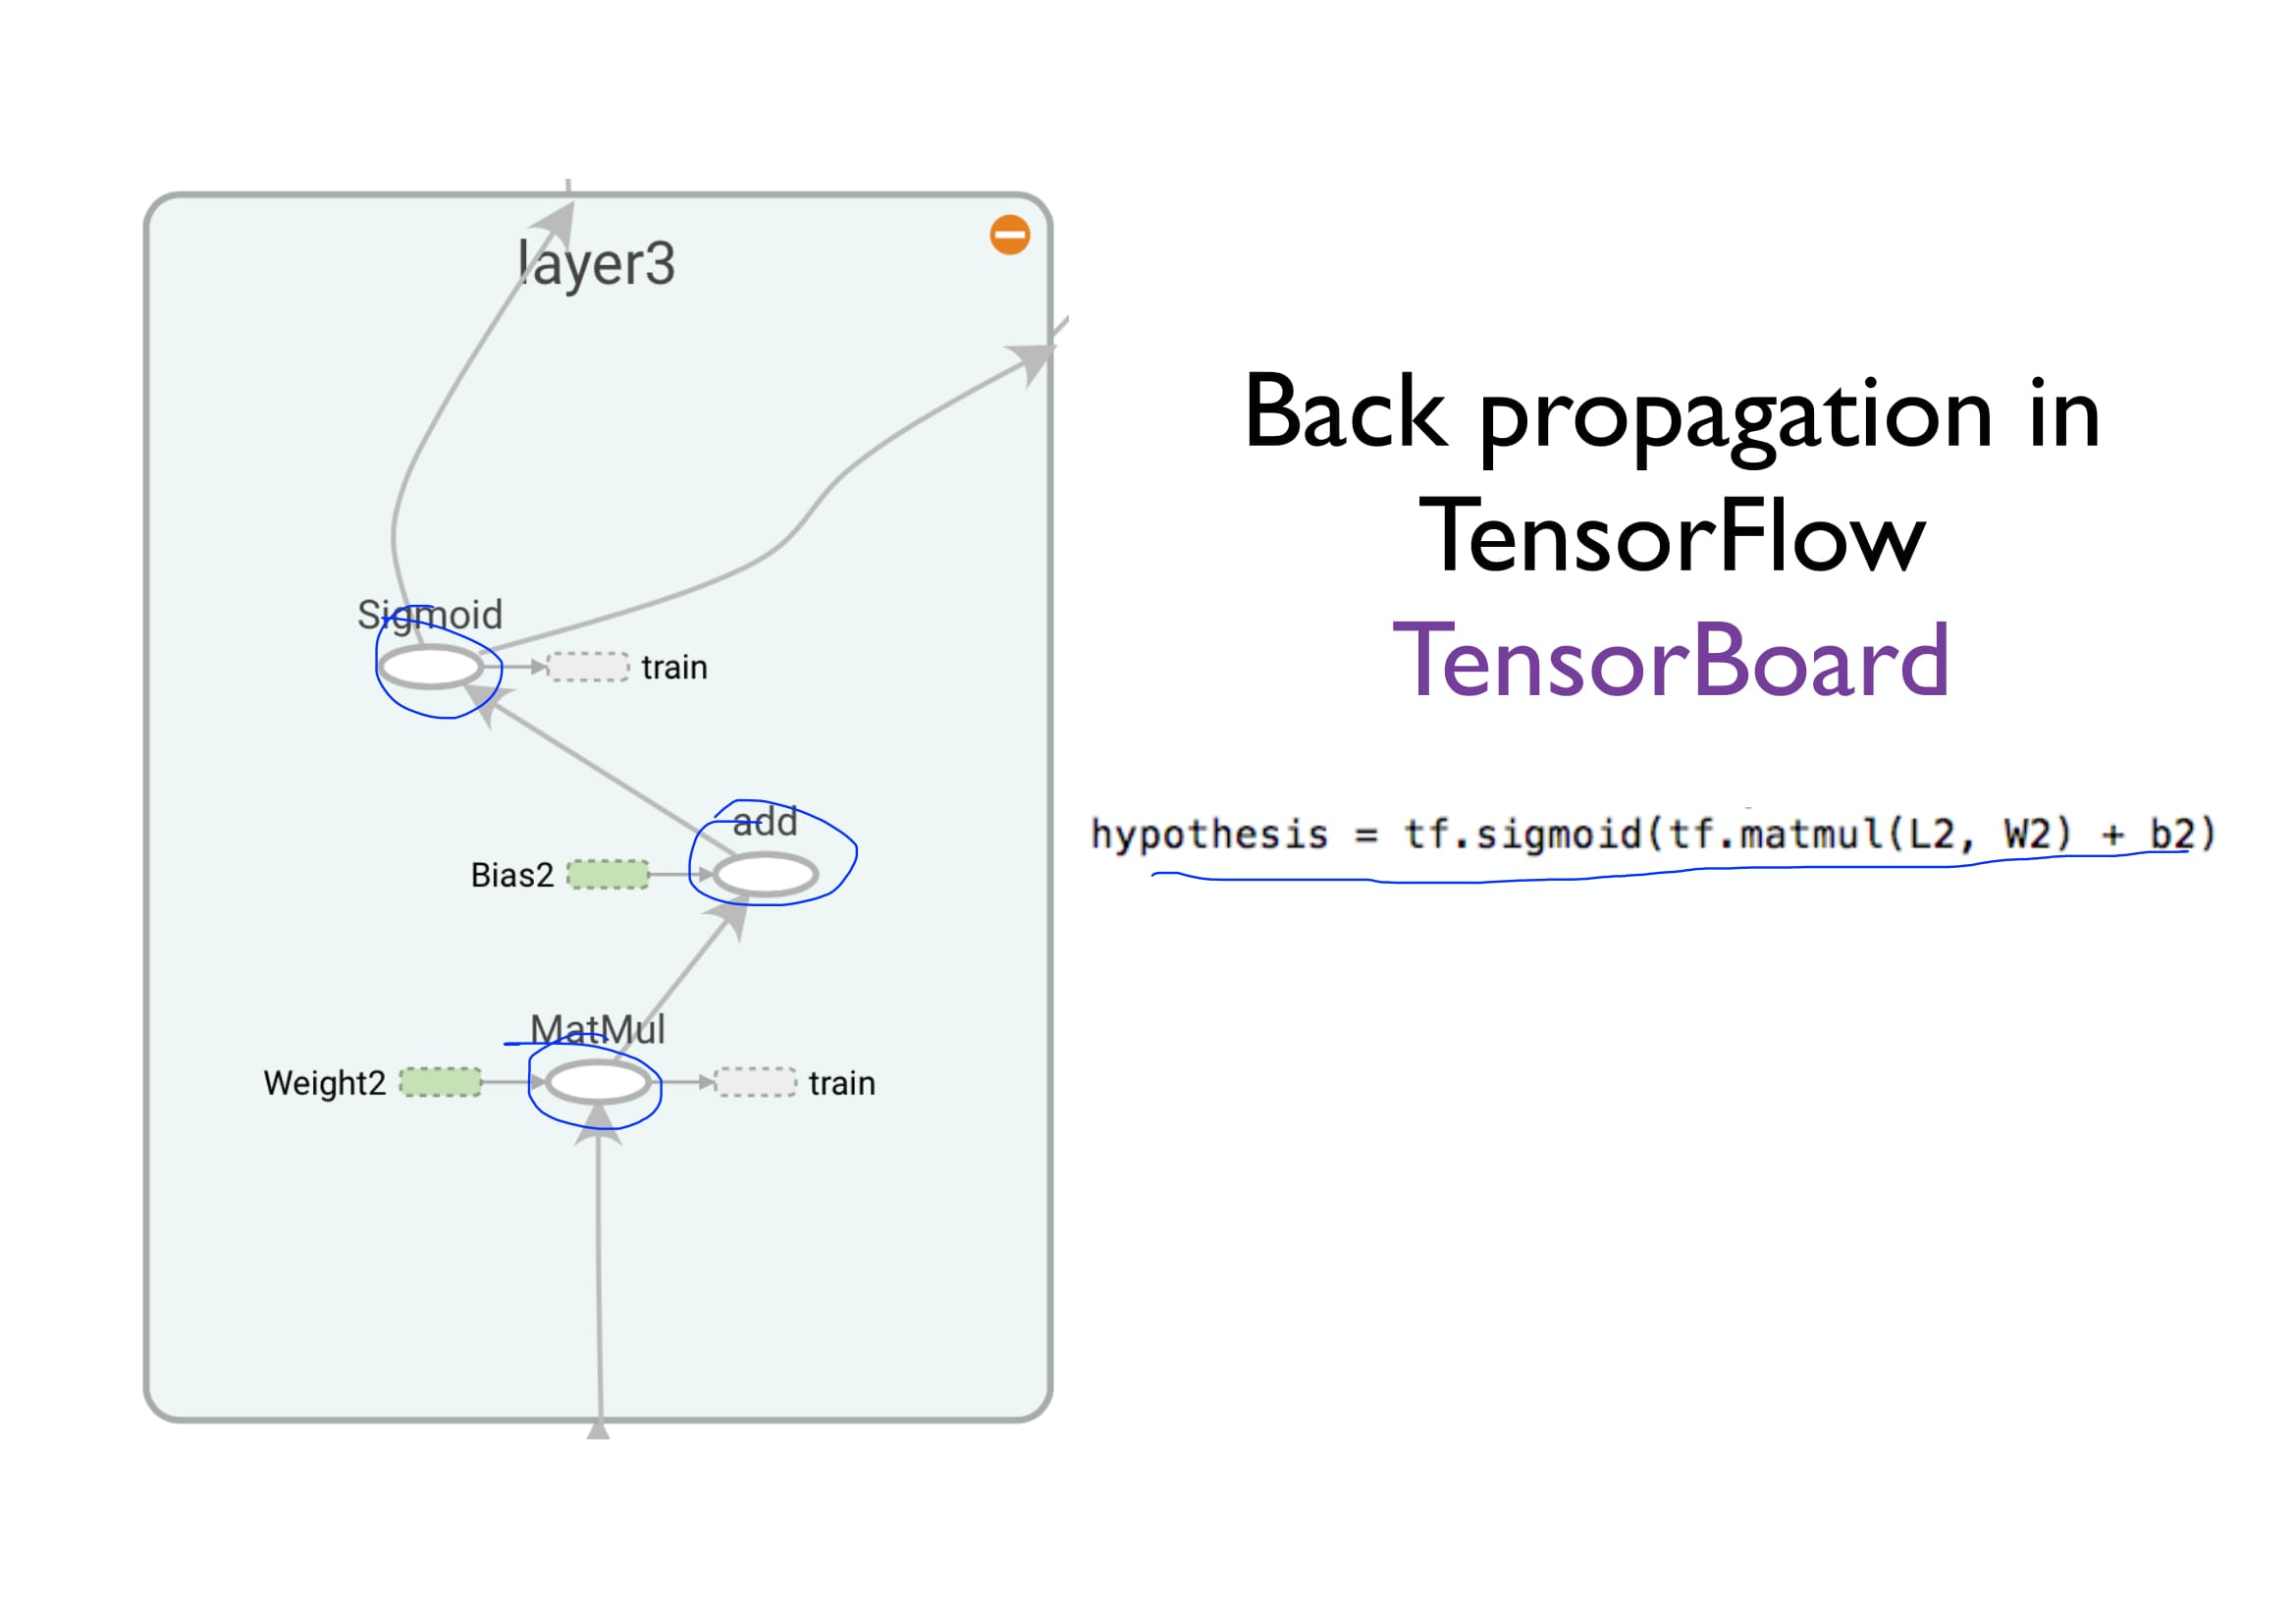 layer3
Sigmoid
train
add
Bias2
MatMul
Weight2
train
Back propagation in
TensorFlow
TensorBoard
hypothesis = tf.sigmoid(tf.matmul(L2, W2) + b2)